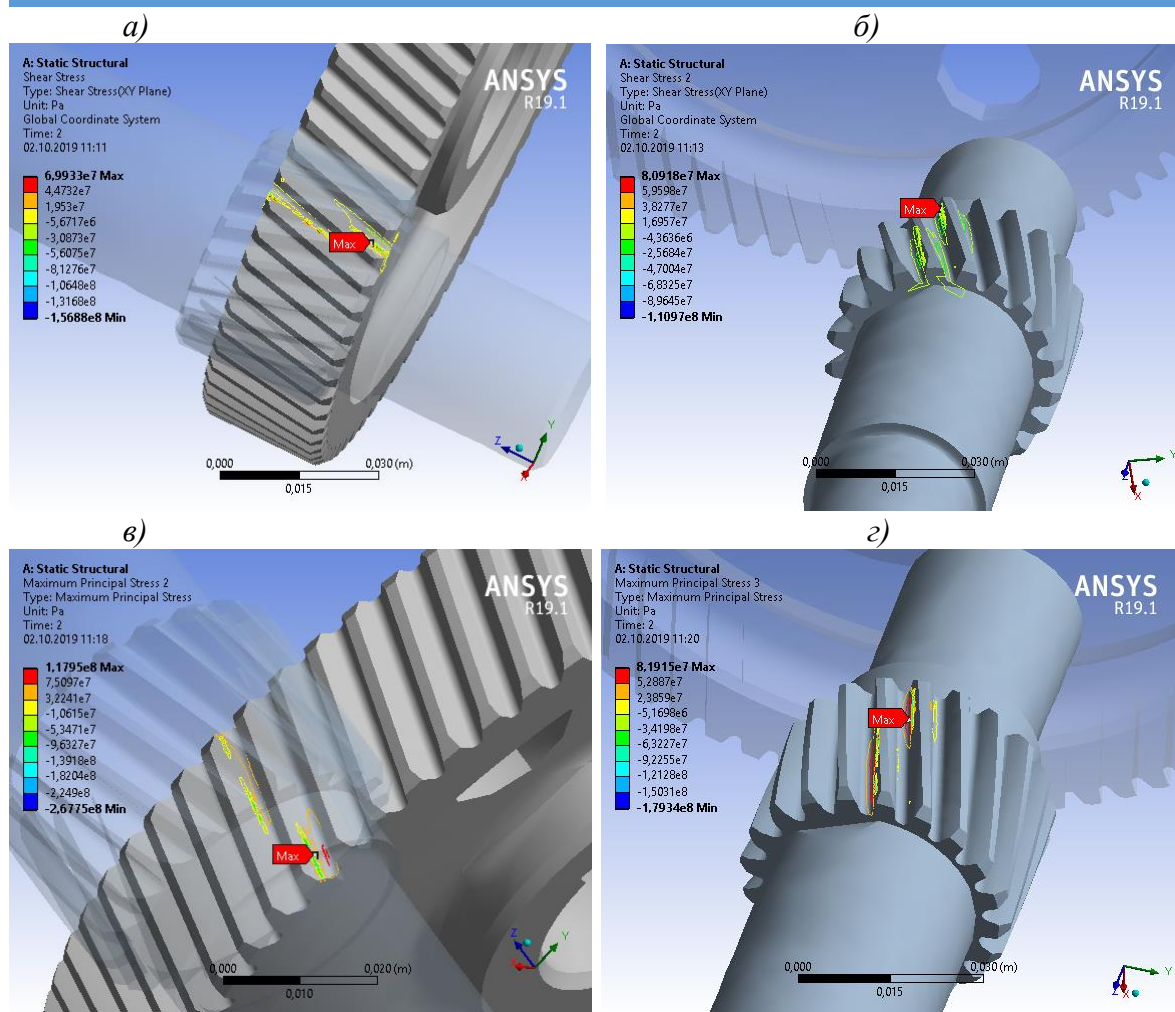 а)
A: Static Structural
Shear Stress
Type: Shear Stress(XY Plane)
Unit: Pa
Global Coordinate System
Time: 2
02.10.2019 11:11
ANSYS
R19.1
6,9933e7 Max
4,4732e7
1,953e7
-5,6717e6
-3,0873e7
-5,6075e7
-8,1276e7
-1,0648e8
-1,3168e8
-1,5688e8 Min
Max
Z
Y
X
0,000
0,030 (m)
0,015
б)
A: Static Structural
Shear Stress 2
Type: Shear Stress(XY Plane)
Unit: Pa
Global Coordinate System
Time: 2
02.10.2019 11:13
ANSYS
R19.1
8,0918e7 Max
5,9598e7
3,8277e7
1,6957e7
-4,3636e6
-2,5684e7
-4,7004e7
-6,8325e7
-8,9645e7
-1,1097e8 Min
Max
0,000
0,030 (m)
0,015
Y
Z
X
в)
A: Static Structural
Maximum Principal Stress 2
Type: Maximum Principal Stress
Unit: Pa
Time: 2
02.10.2019 11:18
ANSYS
R19.1
1,1795e8 Max
7,5097e7
3,2241e7
-1,0615e7
-5,3471e7
-9,6327e7
-1,3918e8
-1,8204e8
-2,249e8
-2,6775e8 Min
Max
Z
Y
X
0,000
0,020 (m)
0,010
г)
A: Static Structural
Maximum Principal Stress 3
Type: Maximum Principal Stress
Unit: Pa
Time: 2
02.10.2019 11:20
ANSYS
R19.1
8,1915e7 Max
5,2887e7
2,3859e7
-5,1698e6
-3,4198e7
-6,3227e7
-9,2255e7
-1,2128e8
-1,5031e8
-1,7934e8 Min
Max
0,000
0,030 (m)
0,015
Y
Z
X